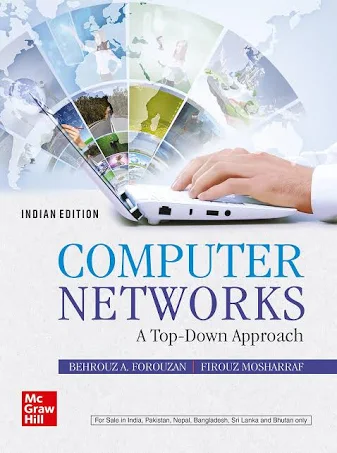 INDIAN EDITION
COMPUTER
NETWORKS
A Top-Down Approach
BEHROUZ A. FOROUZAN | FIROUZ MOSHARRAF
Mc
Graw
Hill
For Sale in India, Pakistan, Nepal, Bangladesh, Sri Lanka and Bhutan only